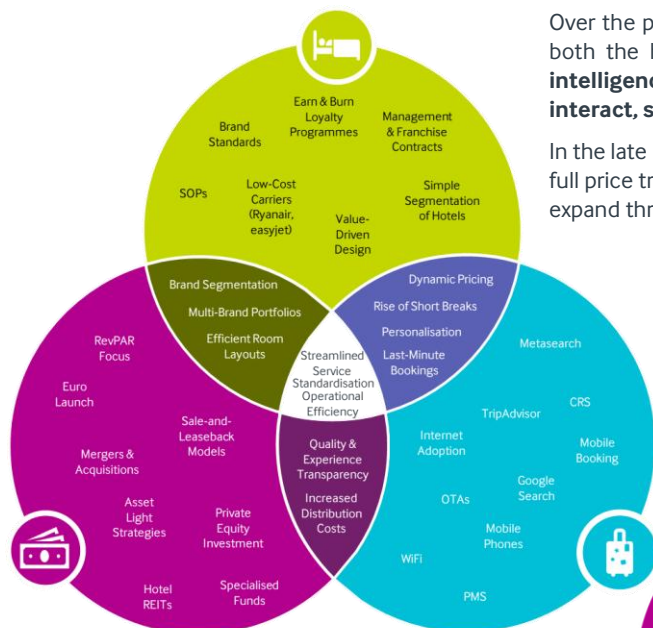 Over the p
both the
intelligenc
interact, s
In the late
full price tr
expand thr
Earn & Burn
Loyalty
Programmes
Brand
Standards
Management
& Franchise
Contracts
SOPs
Low-Cost
Carriers
(Ryanair,
easyjet)
Simple
Segmentation
of Hotels
Value-
Driven
Design
Brand Segmentation
Multi-Brand Portfolios
Efficient Room
Layouts
Dynamic Pricing
Rise of Short Breaks
Personalisation
Last-Minute
Bookings
Streamlined
Service
Standardisation
Operational
Efficiency
RevPAR
Focus
Euro
Launch
Sale-and-
Leaseback
Models
Mergers &
Acquisitions
Asset
Light
Strategies
Private
Equity
Investment
Hotel
REITs
Specialised
Funds
Quality &
Experience
Transparency
Increased
Distribution
Costs
Metasearch
CRS
TripAdvisor
Internet
Adoption
Mobile
Booking
Google
Search
OTAs
Mobile
Phones
WiFi
PMS